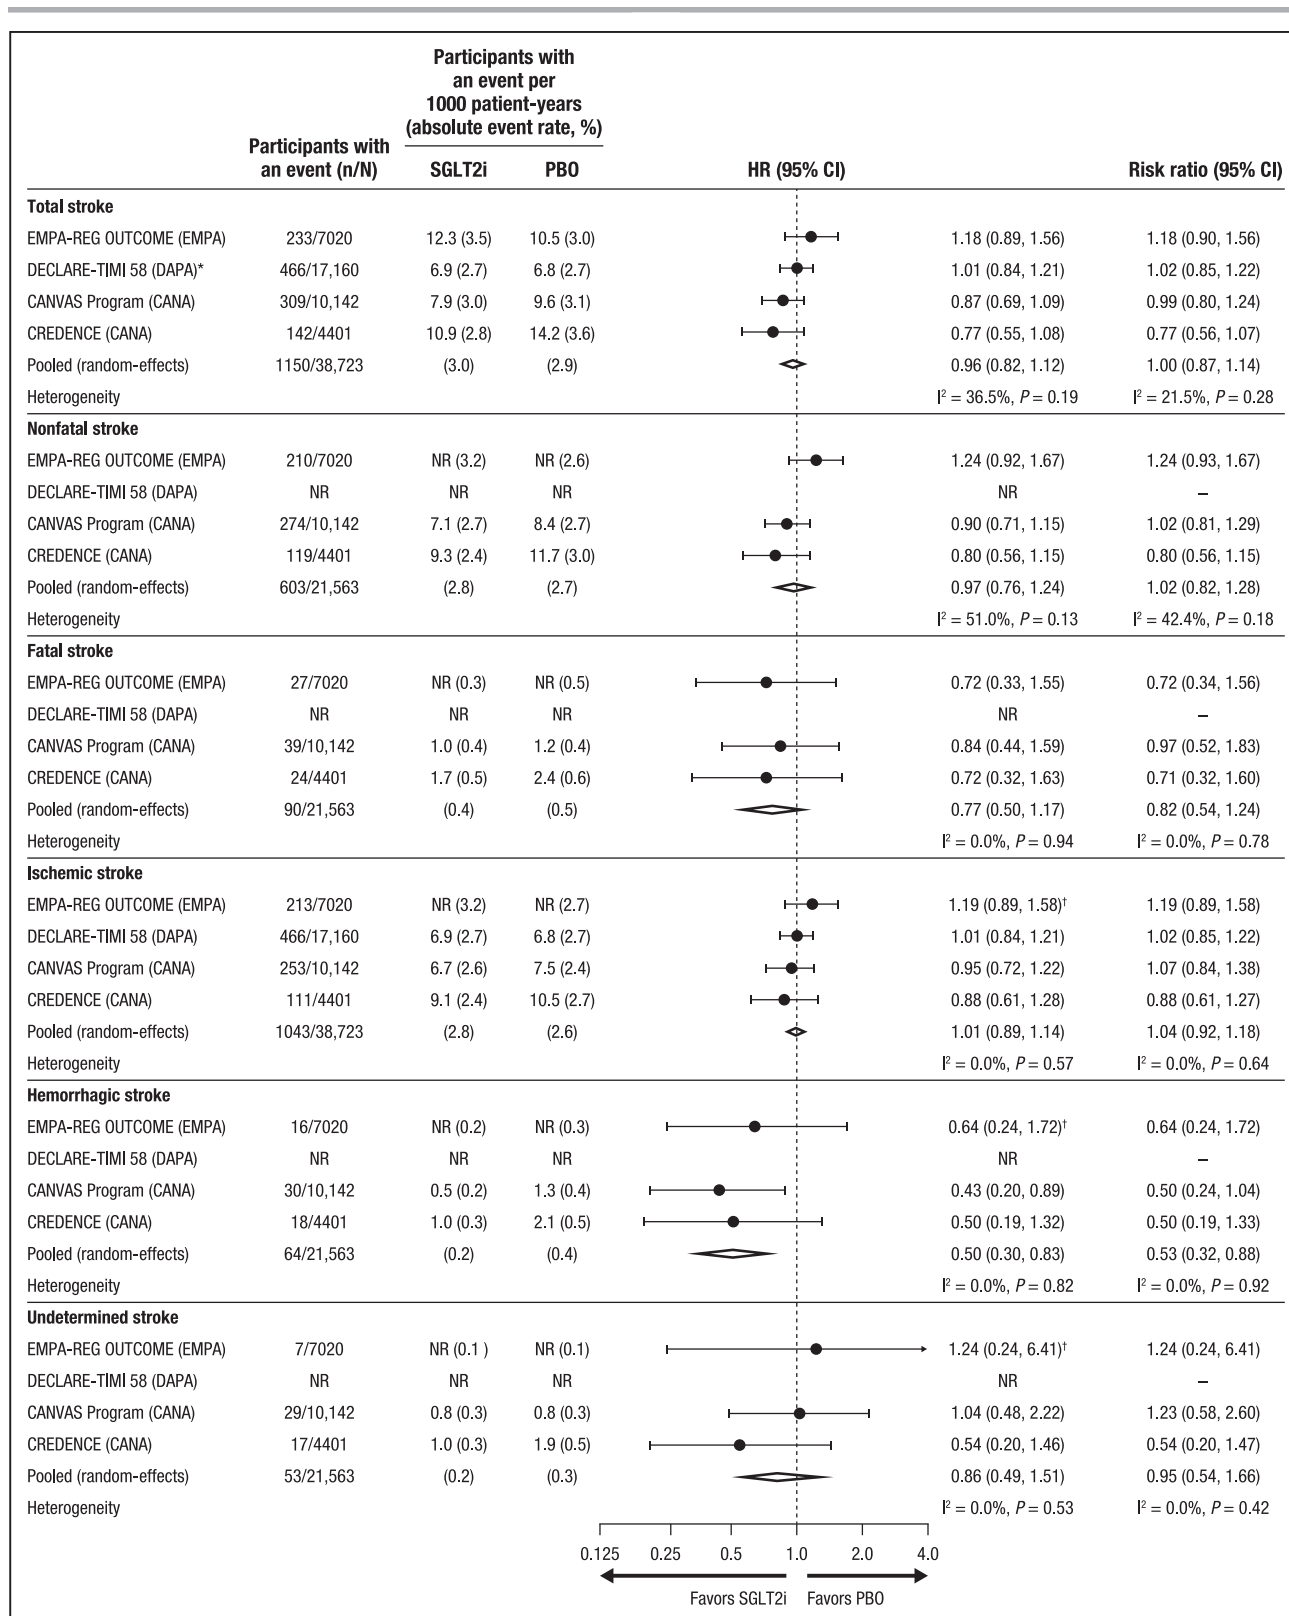 Participants with
an event per
1000 patient-years
(absolute event rate, %)
Participants with
an event (n/N) SGLT2i PBO HR (95% CI) Risk ratio (95% CI)
Total stroke
EMPA-REG OUTCOME (EMPA) 233/7020 12.3 (3.5) 10.5 (3.0) 1.18 (0.89, 1.56) 1.18 (0.90, 1.56)
DECLARE-TIMI 58 (DAPA)* 466/17,160 6.9 (2.7) 6.8 (2.7) 1.01 (0.84, 1.21) 1.02 (0.85, 1.22)
CANVAS Program (CANA) 309/10,142 7.9 (3.0) 9.6 (3.1) 0.87 (0.69, 1.09) 0.99 (0.80, 1.24)
CREDENCE (CANA) 142/4401 10.9 (2.8) 14.2 (3.6) 0.77 (0.55, 1.08) 0.77 (0.56, 1.07)
Pooled (random-effects) 1150/38,723 (3.0) (2.9) 0.96 (0.82, 1.12) 1.00 (0.87, 1.14)
Heterogeneity I² = 36.5%, P = 0.19 I² = 21.5%, P = 0.28
Nonfatal stroke
EMPA-REG OUTCOME (EMPA) 210/7020 NR (3.2) NR (2.6) 1.24 (0.92, 1.67) 1.24 (0.93, 1.67)
DECLARE-TIMI 58 (DAPA) NR NR NR NR –
CANVAS Program (CANA) 274/10,142 7.1 (2.7) 8.4 (2.7) 0.90 (0.71, 1.15) 1.02 (0.81, 1.29)
CREDENCE (CANA) 119/4401 9.3 (2.4) 11.7 (3.0) 0.80 (0.56, 1.15) 0.80 (0.56, 1.15)
Pooled (random-effects) 603/21,563 (2.8) (2.7) 0.97 (0.76, 1.24) 1.02 (0.82, 1.28)
Heterogeneity I² = 51.0%, P = 0.13 I² = 42.4%, P = 0.18
Fatal stroke
EMPA-REG OUTCOME (EMPA) 27/7020 NR (0.3) NR (0.5) 0.72 (0.33, 1.55) 0.72 (0.34, 1.56)
DECLARE-TIMI 58 (DAPA) NR NR NR NR –
CANVAS Program (CANA) 39/10,142 1.0 (0.4) 1.2 (0.4) 0.84 (0.44, 1.59) 0.97 (0.52, 1.83)
CREDENCE (CANA) 24/4401 1.7 (0.5) 2.4 (0.6) 0.72 (0.32, 1.63) 0.71 (0.32, 1.60)
Pooled (random-effects) 90/21,563 (0.4) (0.5) 0.77 (0.50, 1.17) 0.82 (0.54, 1.24)
Heterogeneity I² = 0.0%, P = 0.94 I² = 0.0%, P = 0.78
Ischemic stroke
EMPA-REG OUTCOME (EMPA) 213/7020 NR (3.2) NR (2.7) 1.19 (0.89, 1.58)† 1.19 (0.89, 1.58)
DECLARE-TIMI 58 (DAPA) 466/17,160 6.9 (2.7) 6.8 (2.7) 1.01 (0.84, 1.21) 1.02 (0.85, 1.22)
CANVAS Program (CANA) 253/10,142 6.7 (2.6) 7.5 (2.4) 0.95 (0.72, 1.22) 1.07 (0.84, 1.38)
CREDENCE (CANA) 111/4401 9.1 (2.4) 10.5 (2.7) 0.88 (0.61, 1.28) 0.88 (0.61, 1.27)
Pooled (random-effects) 1043/38,723 (2.8) (2.6) 1.01 (0.89, 1.14) 1.04 (0.92, 1.18)
Heterogeneity I² = 0.0%, P = 0.57 I² = 0.0%, P = 0.64
Hemorrhagic stroke
EMPA-REG OUTCOME (EMPA) 16/7020 NR (0.2) NR (0.3) 0.64 (0.24, 1.72)† 0.64 (0.24, 1.72)
DECLARE-TIMI 58 (DAPA) NR NR NR NR –
CANVAS Program (CANA) 30/10,142 0.5 (0.2) 1.3 (0.4) 0.43 (0.20, 0.89) 0.50 (0.24, 1.04)
CREDENCE (CANA) 18/4401 1.0 (0.3) 2.1 (0.5) 0.50 (0.19, 1.32) 0.50 (0.19, 1.33)
Pooled (random-effects) 64/21,563 (0.2) (0.4) 0.50 (0.30, 0.83) 0.53 (0.32, 0.88)
Heterogeneity I² = 0.0%, P = 0.82 I² = 0.0%, P = 0.92
Undetermined stroke
EMPA-REG OUTCOME (EMPA) 7/7020 NR (0.1 ) NR (0.1) 1.24 (0.24, 6.41)† 1.24 (0.24, 6.41)
DECLARE-TIMI 58 (DAPA) NR NR NR NR –
CANVAS Program (CANA) 29/10,142 0.8 (0.3) 0.8 (0.3) 1.04 (0.48, 2.22) 1.23 (0.58, 2.60)
CREDENCE (CANA) 17/4401 1.0 (0.3) 1.9 (0.5) 0.54 (0.20, 1.46) 0.54 (0.20, 1.47)
Pooled (random-effects) 53/21,563 (0.2) (0.3) 0.86 (0.49, 1.51) 0.95 (0.54, 1.66)
Heterogeneity I² = 0.0%, P = 0.53 I² = 0.0%, P = 0.42
0.125 0.25 0.5 1.0 2.0 4.0
Favors SGLT2i Favors PBO